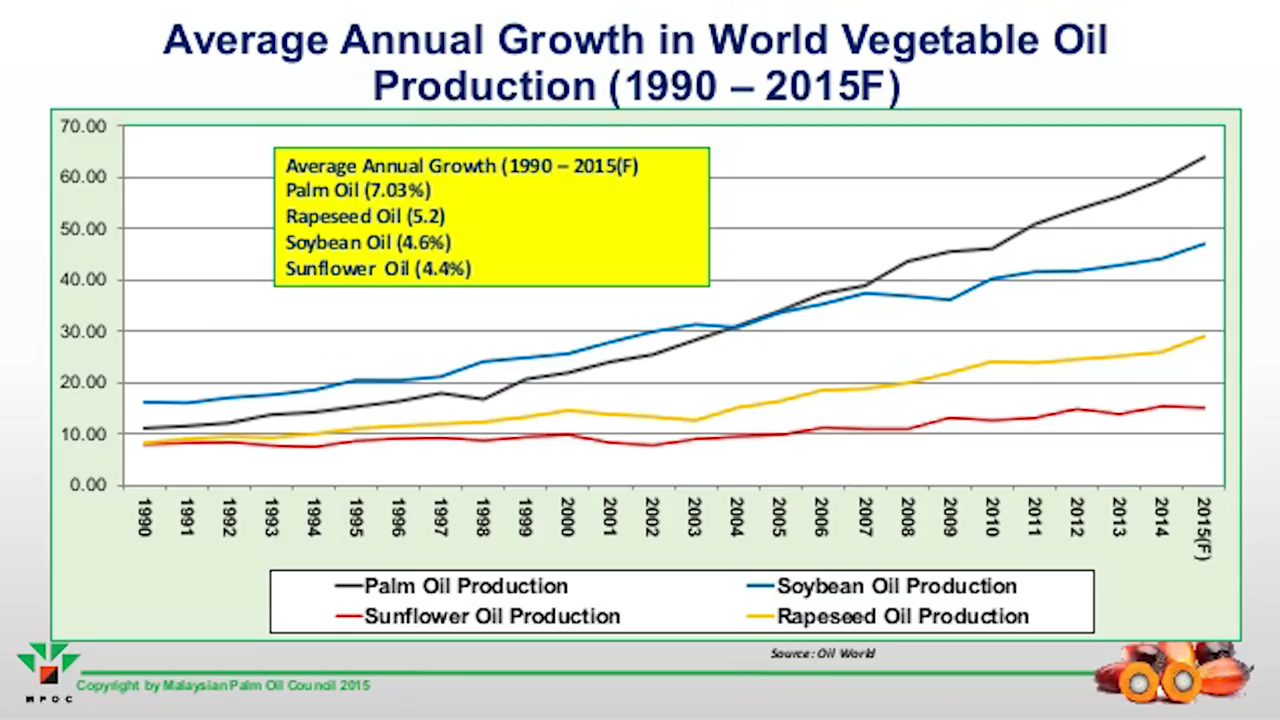 Average Annual Growth in World Vegetable Oil
Production (1990 – 2015F)
70.00
60.00
50.00
40.00
30.00
20.00
10.00
0.00
Average Annual Growth (1990 – 2015(F)
Palm Oil (7.03%)
Rapeseed Oil (5.2)
Soybean Oil (4.6%)
Sunflower Oil (4.4%)
1990 1991 1992 1993 1994 1995 1996 1997 1998 1999 2000 2001 2002 2003 2004 2005 2006 2007 2008 2009 2010 2011 2012 2013 2014 2015(F)
Palm Oil Production Soybean Oil Production
Sunflower Oil Production Rapeseed Oil Production
Source: Oil World
Copyright by Malaysian Palm Oil Council 2015
MPOC